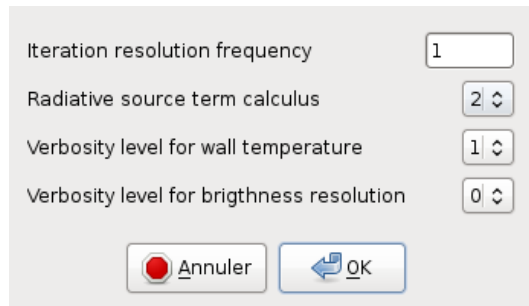 Iteration resolution frequency 1
Radiative source term calculus 2
Verbosity level for wall temperature 1
Verbosity level for brigthness resolution 0
Annuler OK